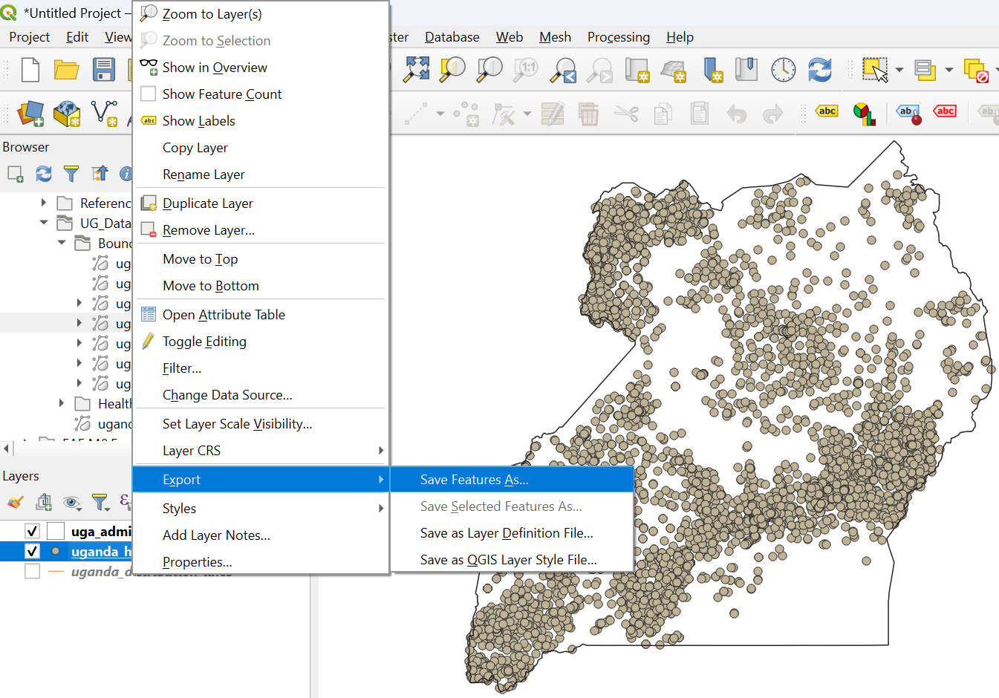 *Untitled Project —
Project Edit View ster Database Web Mesh Processing Help
Zoom to Layer(s)
Zoom to Selection
Show in Overview
Show Feature Count
abc Show Labels
Copy Layer
Rename Layer
Duplicate Layer
Remove Layer...
Move to Top
Move to Bottom
Open Attribute Table
Toggle Editing
Filter...
Change Data Source...
Set Layer Scale Visibility...
Layer CRS
Export
Styles
Add Layer Notes...
Properties...
Save Features As...
Save Selected Features As...
Save as Layer Definition File...
Save as QGIS Layer Style File...
1:1
abc ab abc ab
Browser
Referenc
UG_Data
Bound
ug
ug
ug
ug
ug
ug
ug
Health
ugand
Layers
uga_admi
uganda_h